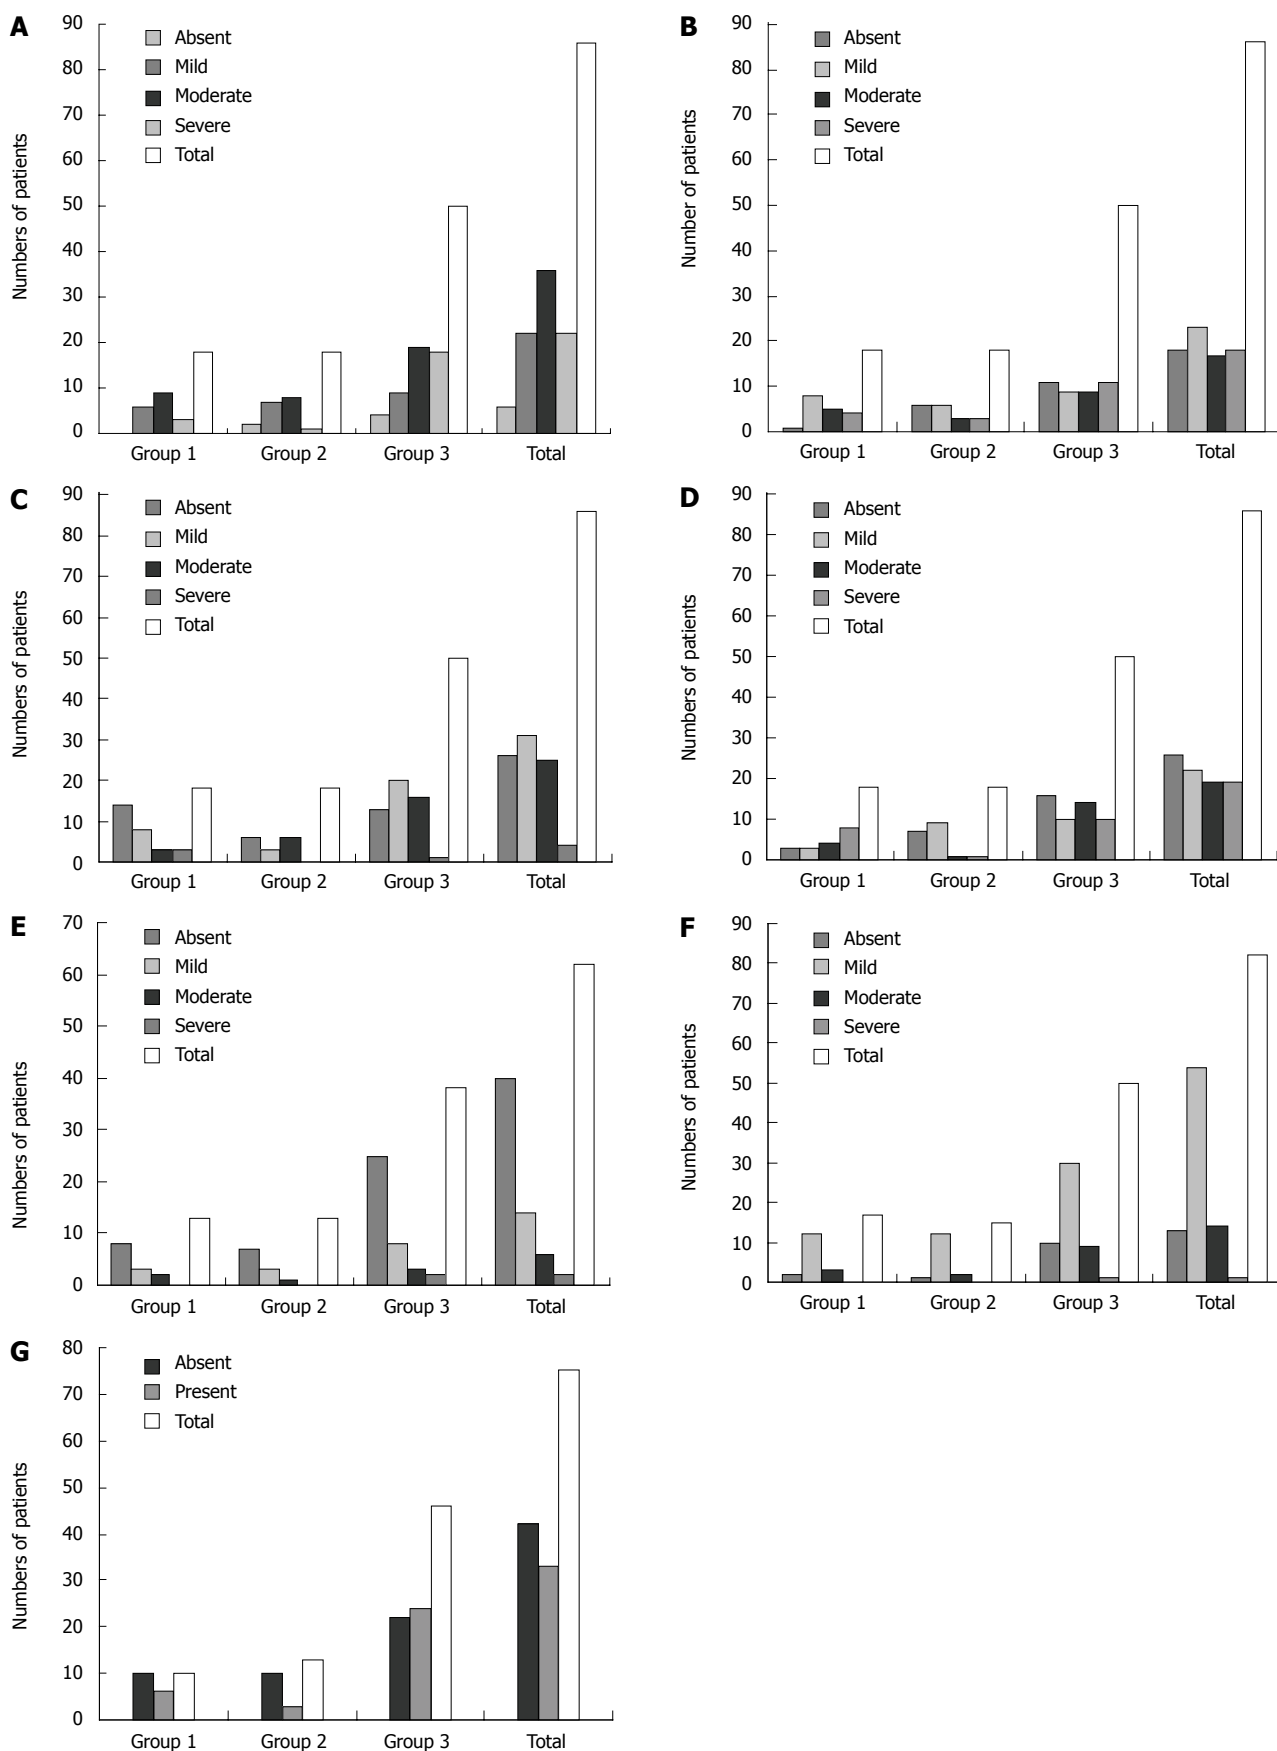 A
Numbers of patients
90
80
70
60
50
40
30
20
10
0
Absent
Mild
Moderate
Severe
Total
Group 1 Group 2 Group 3 Total
B
Number of patients
90
80
70
60
50
40
30
20
10
0
Absent
Mild
Moderate
Severe
Total
Group 1 Group 2 Group 3 Total
C
Numbers of patients
90
80
70
60
50
40
30
20
10
0
Absent
Mild
Moderate
Severe
Total
Group 1 Group 2 Group 3 Total
D
Numbers of patients
90
80
70
60
50
40
30
20
10
0
Absent
Mild
Moderate
Severe
Total
Group 1 Group 2 Group 3 Total
E
Numbers of patients
70
60
50
40
30
20
10
0
Absent
Mild
Moderate
Severe
Total
Group 1 Group 2 Group 3 Total
F
Numbers of patients
90
80
70
60
50
40
30
20
10
0
Absent
Mild
Moderate
Severe
Total
Group 1 Group 2 Group 3 Total
G
Numbers of patients
80
70
60
50
40
30
20
10
0
Absent
Present
Total
Group 1 Group 2 Group 3 Total